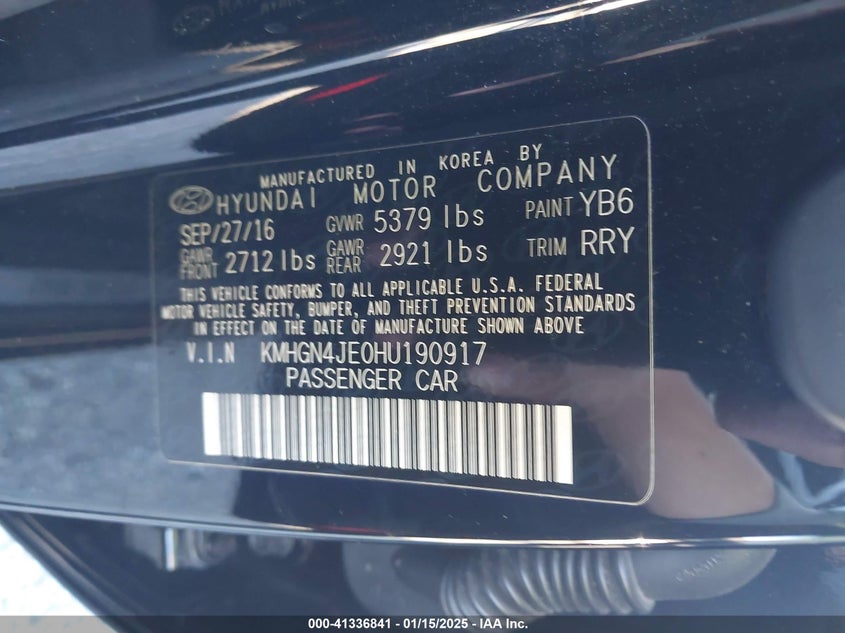 MANUFACTURED IN KOREA BY
HYUNDAI MOTOR COMPANY
SEP/27/16 GVWR 5379 lbs PAINT YB6
GAWR FRONT 2712 lbs GAWR REAR 2921 lbs TRIM RRY
THIS VEHICLE CONFORMS TO ALL APPLICABLE U.S.A. FEDERAL
MOTOR VEHICLE SAFETY, BUMPER, AND THEFT PREVENTION STANDARDS
IN EFFECT ON THE DATE OF MANUFACTURE SHOWN ABOVE
V.I.N KMHGN4JE0HU190917
PASSENGER CAR
000-41336841 - 01/15/2025 - IAA Inc.